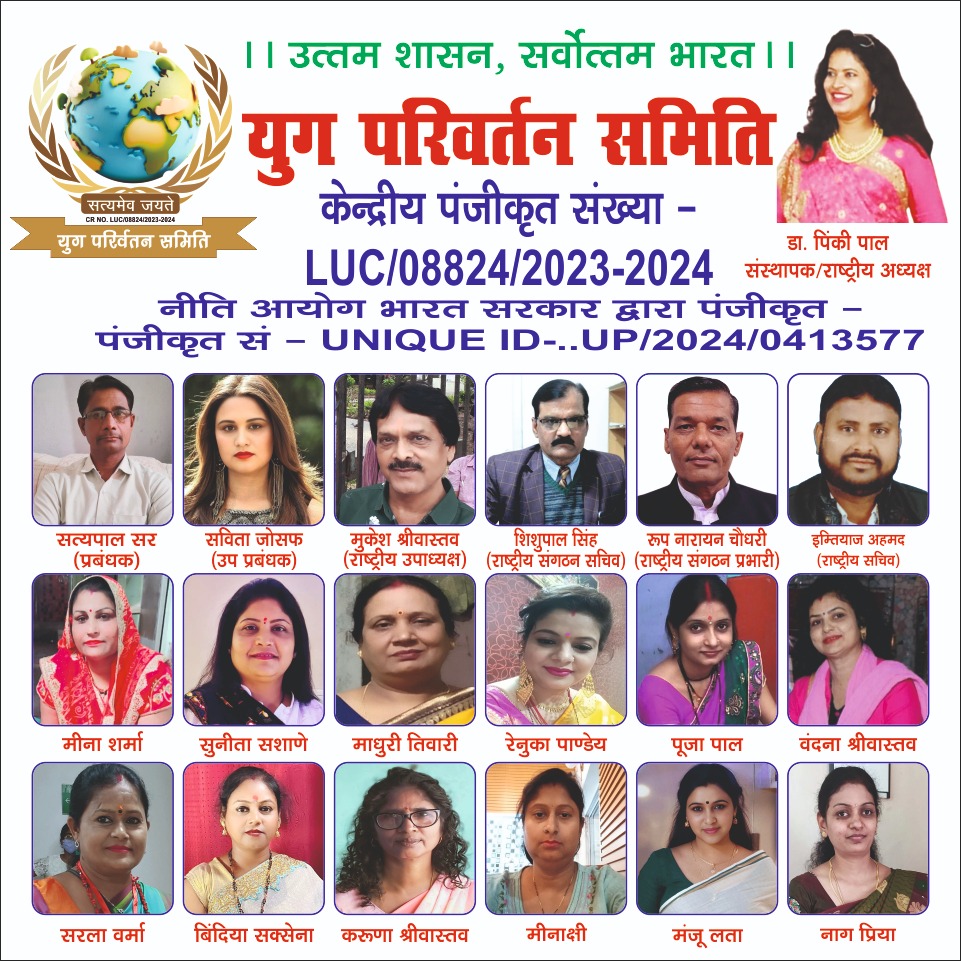 ।। उत्तम शासन, सर्वोत्तम भारत।।
युग परिवर्तन समिति
केन्द्रीय पंजीकृत संख्या –
LUC/08824/2023-2024
नीति आयोग भारत सरकार द्वारा पंजीकृत –
पंजीकृत सं – UNIQUE ID-..UP/2024/0413577
सत्यमेव जयते
CR NO. LUC/08824/2023-2024
युग परिर्वतन समिति
डा. पिंकी पाल
संस्थापक/राष्ट्रीय अध्यक्ष
सत्यपाल सर सविता जोसफ मुकेश श्रीवास्तव शिशुपाल सिंह रूप नारायन चौधरी इम्तियाज अहमद
(प्रबंधक) (उप प्रबंधक) (राष्ट्रीय उपाध्यक्ष) (राष्ट्रीय संगठन सचिव) (राष्ट्रीय संगठन प्रभारी) (राष्ट्रीय सचिव)
मीना शर्मा सुनीता सशाणे माधुरी तिवारी रेनुका पाण्डेय पूजा पाल वंदना श्रीवास्तव
सरला वर्मा बिंदिया सक्सेना करूणा श्रीवास्तव मीनाक्षी मंजू लता नाग प्रिया